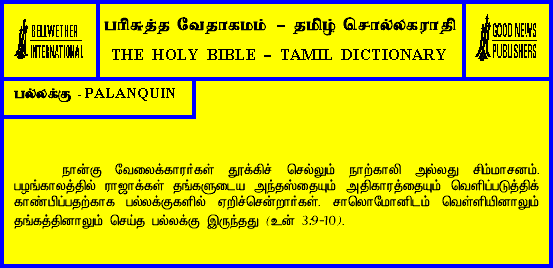 BELLWETHER
INTERNATIONAL
பரிசுத்த வேதாகமம் – தமிழ் சொல்லகராதி
THE HOLY BIBLE – TAMIL DICTIONARY
GOOD NEWS
PUBLISHERS
பல்லக்கு - PALANQUIN
நான்கு வேலைக்காரர்கள் தூக்கிச் செல்லும் நாற்காலி அல்லது சிம்மாசனம்.
பழங்காலத்தில் ராஜாக்கள் தங்களுடைய அந்தஸ்தையும் அதிகாரத்தையும் வெளிப்படுத்திக்
காண்பிப்பதற்காக பல்லக்குகளில் ஏறிச்சென்றார்கள். சாலொமோனிடம் வெள்ளியினாலும்
தங்கத்தினாலும் செய்த பல்லக்கு இருந்தது (உன் 3:9-10).